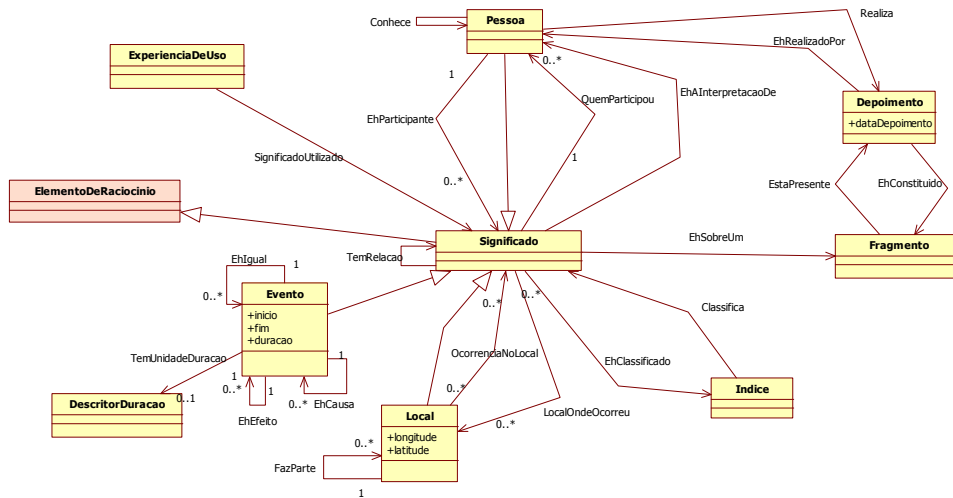 Conhece
Pessoa
Realiza
EhRealizadoPor
0..*
1
ExperienciaDeUso
QuemParticipou
EhAInterpretacaoDe
Depoimento
+dataDepoimento
EhParticipante
SignificadoUtilizado
1
0..*
EstaPresente
EhConstituido
ElementoDeRaciocinio
Significado
TemRelacao
EhSobreUm
Fragmento
EhIgual
1
0..*
Evento
+inicio
+fim
+duracao
0..*
0..*
Classifica
TemUnidadeDuracao
0..1
1
0..*
1
EhEfeito
1
0..*
EhCausa
OcorrenciaNoLocal
0..*
EhClassificado
Indice
DescritorDuracao
Local
+longitude
+latitude
LocalOndeOcorreu
0..*
0..*
FazParte
1